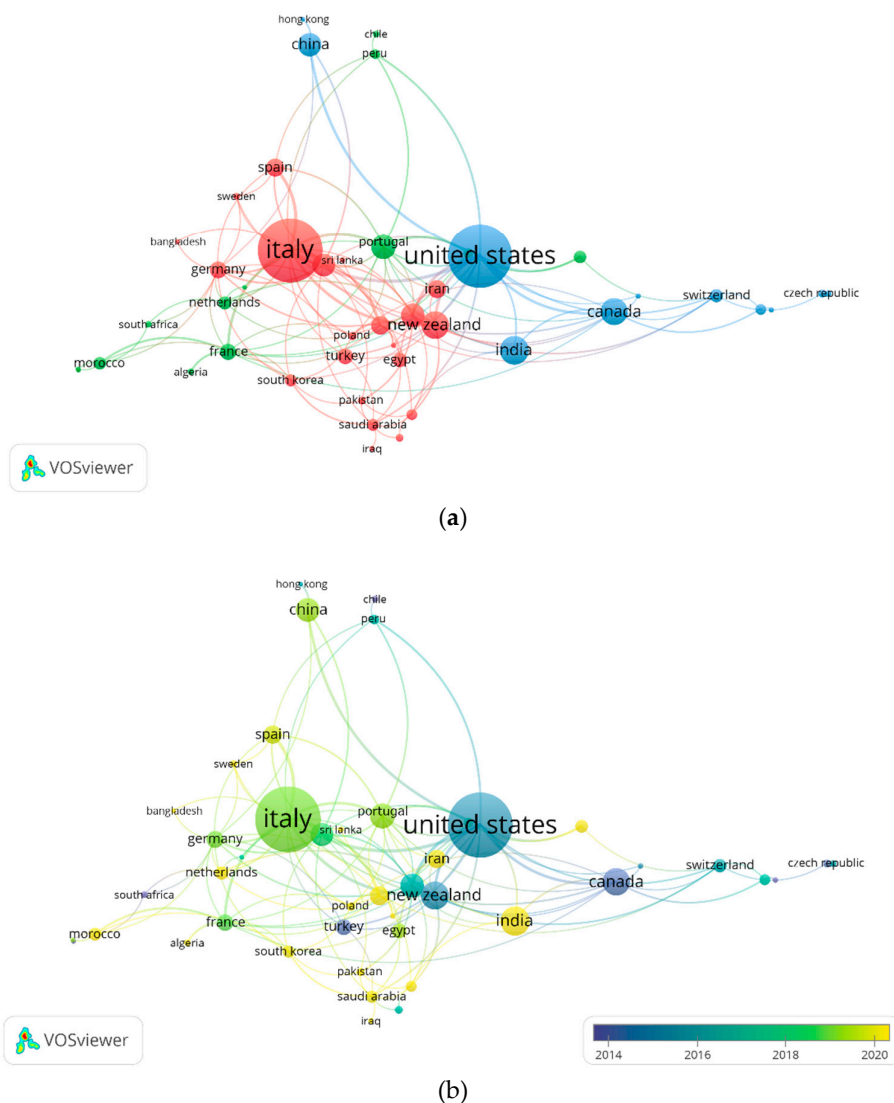 hong kong
china
chile
peru
spain
sweden
bangladesh
italy
portugal
united states
sri lanka
germany
iran
netherlands
switzerland
czech republic
canada
south africa
new zealand
poland
france
turkey
egypt
india
morocco
algeria
south korea
pakistan
saudi arabia
iraq
VOSviewer
(a)
hong kong
china
chile
peru
spain
sweden
bangladesh
italy
portugal
united states
sri lanka
germany
iran
netherlands
switzerland
czech republic
canada
south africa
new zealand
poland
france
turkey
egypt
india
morocco
algeria
south korea
pakistan
saudi arabia
iraq
VOSviewer
2014 2016 2018 2020
(b)